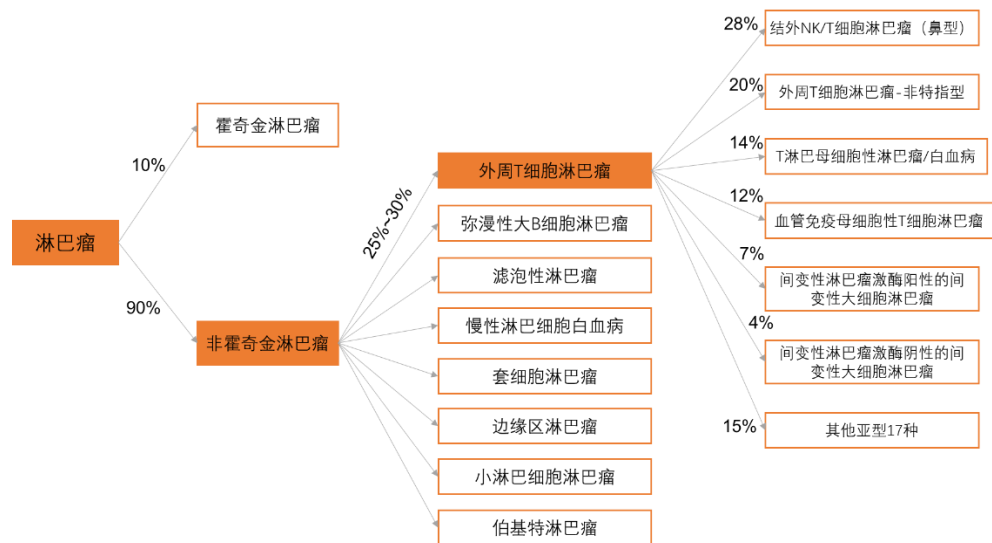 淋巴瘤
10%
90%
霍奇金淋巴瘤
非霍奇金淋巴瘤
25%~30%
外周T细胞淋巴瘤
弥漫性大B细胞淋巴瘤
滤泡性淋巴瘤
慢性淋巴细胞白血病
套细胞淋巴瘤
边缘区淋巴瘤
小淋巴细胞淋巴瘤
伯基特淋巴瘤
28%
结外NK/T细胞淋巴瘤（鼻型）
20%
外周T细胞淋巴瘤-非特指型
14%
T淋巴母细胞性淋巴瘤/白血病
12%
血管免疫母细胞性T细胞淋巴瘤
7%
间变性淋巴瘤激酶阳性的间
变性大细胞淋巴瘤
4%
间变性淋巴瘤激酶阴性的间
变性大细胞淋巴瘤
15%
其他亚型17种